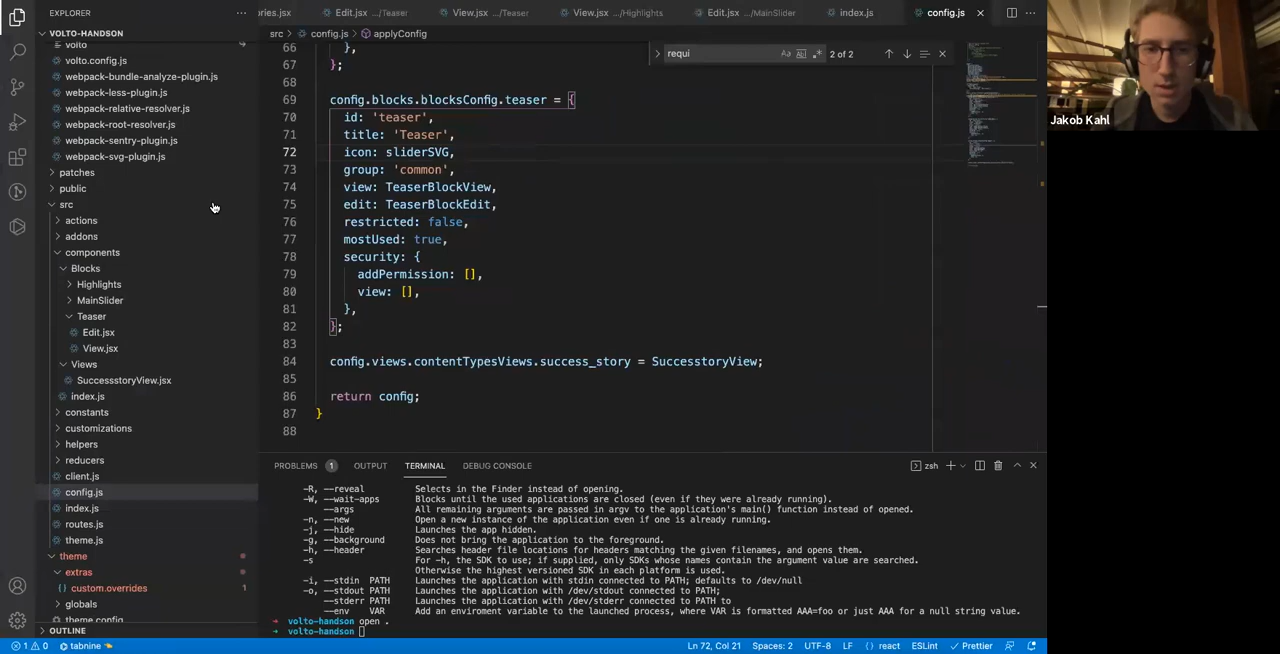 EXPLORER ···
VOLTO-HANDSON
volto
volto.config.js
webpack-bundle-analyze-plugin.js
webpack-less-plugin.js
webpack-relative-resolver.js
webpack-root-resolver.js
webpack-sentry-plugin.js
webpack-svg-plugin.js
patches
public
src
actions
addons
components
Blocks
Highlights
MainSlider
Teaser
Edit.jsx
View.jsx
Views
SuccessstoryView.jsx
index.js
constants
customizations
helpers
reducers
client.js
config.js
index.js
routes.js
theme.js
theme
extras
custom.overrides 1
globals
theme.config
OUTLINE
ories.jsx Edit.jsx .../Teaser View.jsx .../Teaser View.jsx .../Highlights Edit.jsx .../MainSlider index.js config.js
src > config.js > applyConfig
requi Aa ab .* 2 of 2
66 },
67 };
68
69 config.blocks.blocksConfig.teaser = {
70 id: 'teaser',
71 title: 'Teaser',
72 icon: sliderSVG,
73 group: 'common',
74 view: TeaserBlockView,
75 edit: TeaserBlockEdit,
76 restricted: false,
77 mostUsed: true,
78 security: {
79 addPermission: [],
80 view: [],
81 },
82 };
83
84 config.views.contentTypesViews.success_story = SuccesstoryView;
85
86 return config;
87 }
88
PROBLEMS 1 OUTPUT TERMINAL DEBUG CONSOLE zsh
-R, --reveal Selects in the Finder instead of opening.
-W, --wait-apps Blocks until the used applications are closed (even if they were already running).
--args All remaining arguments are passed in argv to the application's main() function instead of opened.
-n, --new Open a new instance of the application even if one is already running.
-j, --hide Launches the app hidden.
-g, --background Does not bring the application to the foreground.
-h, --header Searches header file locations for headers matching the given filenames, and opens them.
-s For -h, the SDK to use; if supplied, only SDKs whose names contain the argument value are searched.
Otherwise the highest versioned SDK in each platform is used.
-i, --stdin PATH Launches the application with stdin connected to PATH; defaults to /dev/null
-o, --stdout PATH Launches the application with /dev/stdout connected to PATH;
--stderr PATH Launches the application with /dev/stderr connected to PATH to
--env VAR Add an enviroment variable to the launched process, where VAR is formatted AAA=foo or just AAA for a null string value.
→ volto-handson open .
→ volto-handson
1 0 tabnine Ln 72, Col 21 Spaces: 2 UTF-8 LF {} react ESLint Prettier
Jakob Kahl